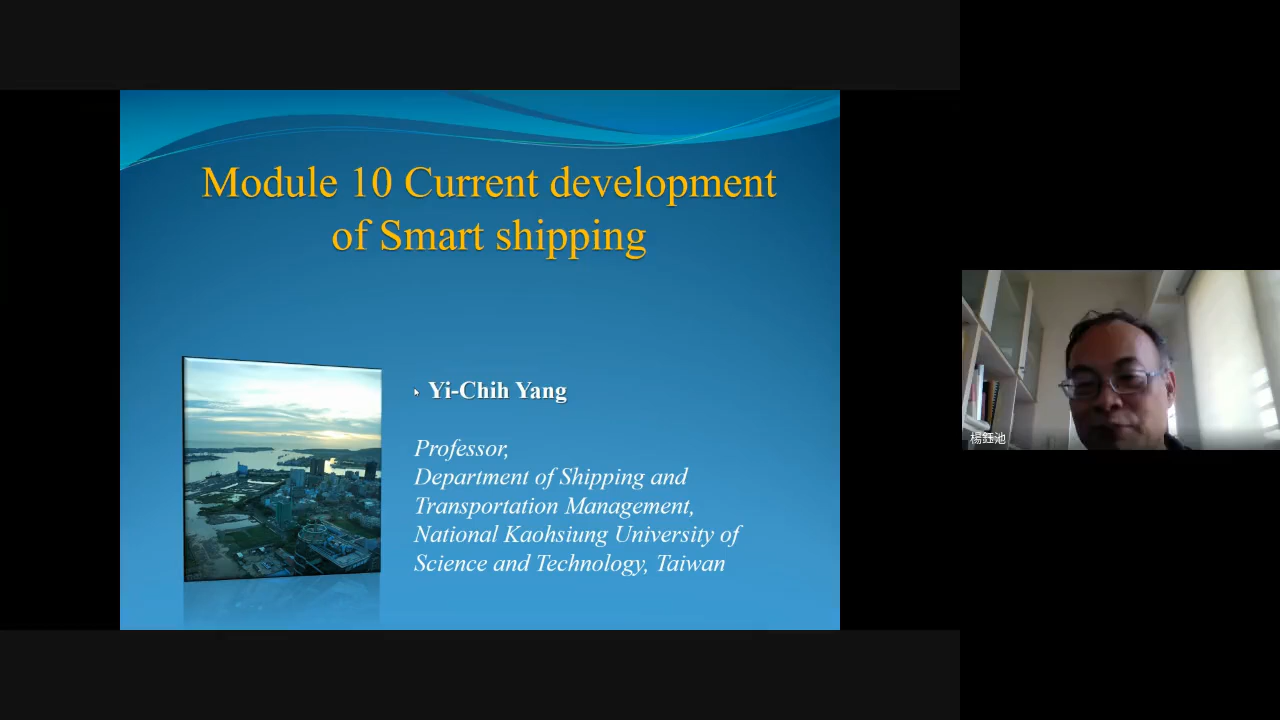 Module 10 Current development
of Smart shipping
Yi-Chih Yang
Professor,
Department of Shipping and
Transportation Management,
National Kaohsiung University of
Science and Technology, Taiwan
楊鈺池